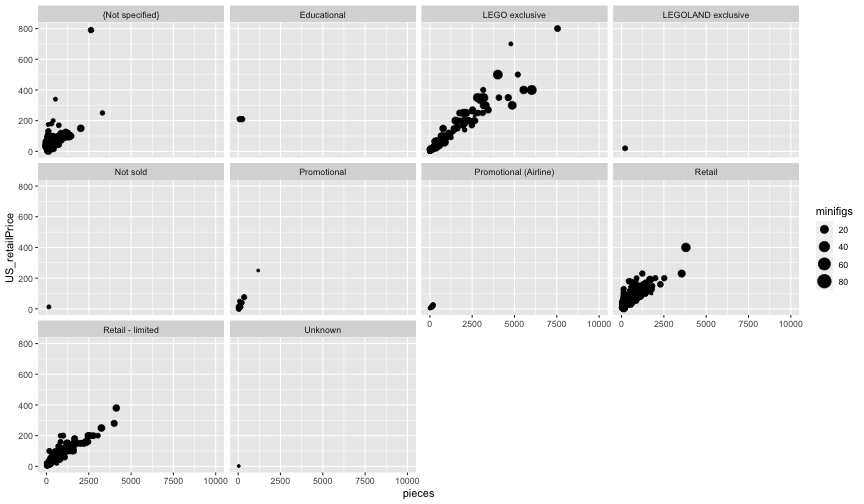 {Not specified}
Educational
LEGO exclusive
LEGOLAND exclusive
800
600
400
200
0
Not sold
Promotional
Promotional (Airline)
Retail
800
600
400
200
0
0 2500 5000 7500 10000
0 2500 5000 7500 10000
Retail - limited
Unknown
800
600
400
200
0
0 2500 5000 7500 10000
0 2500 5000 7500 10000
pieces
US_retailPrice
minifigs
20
40
60
80